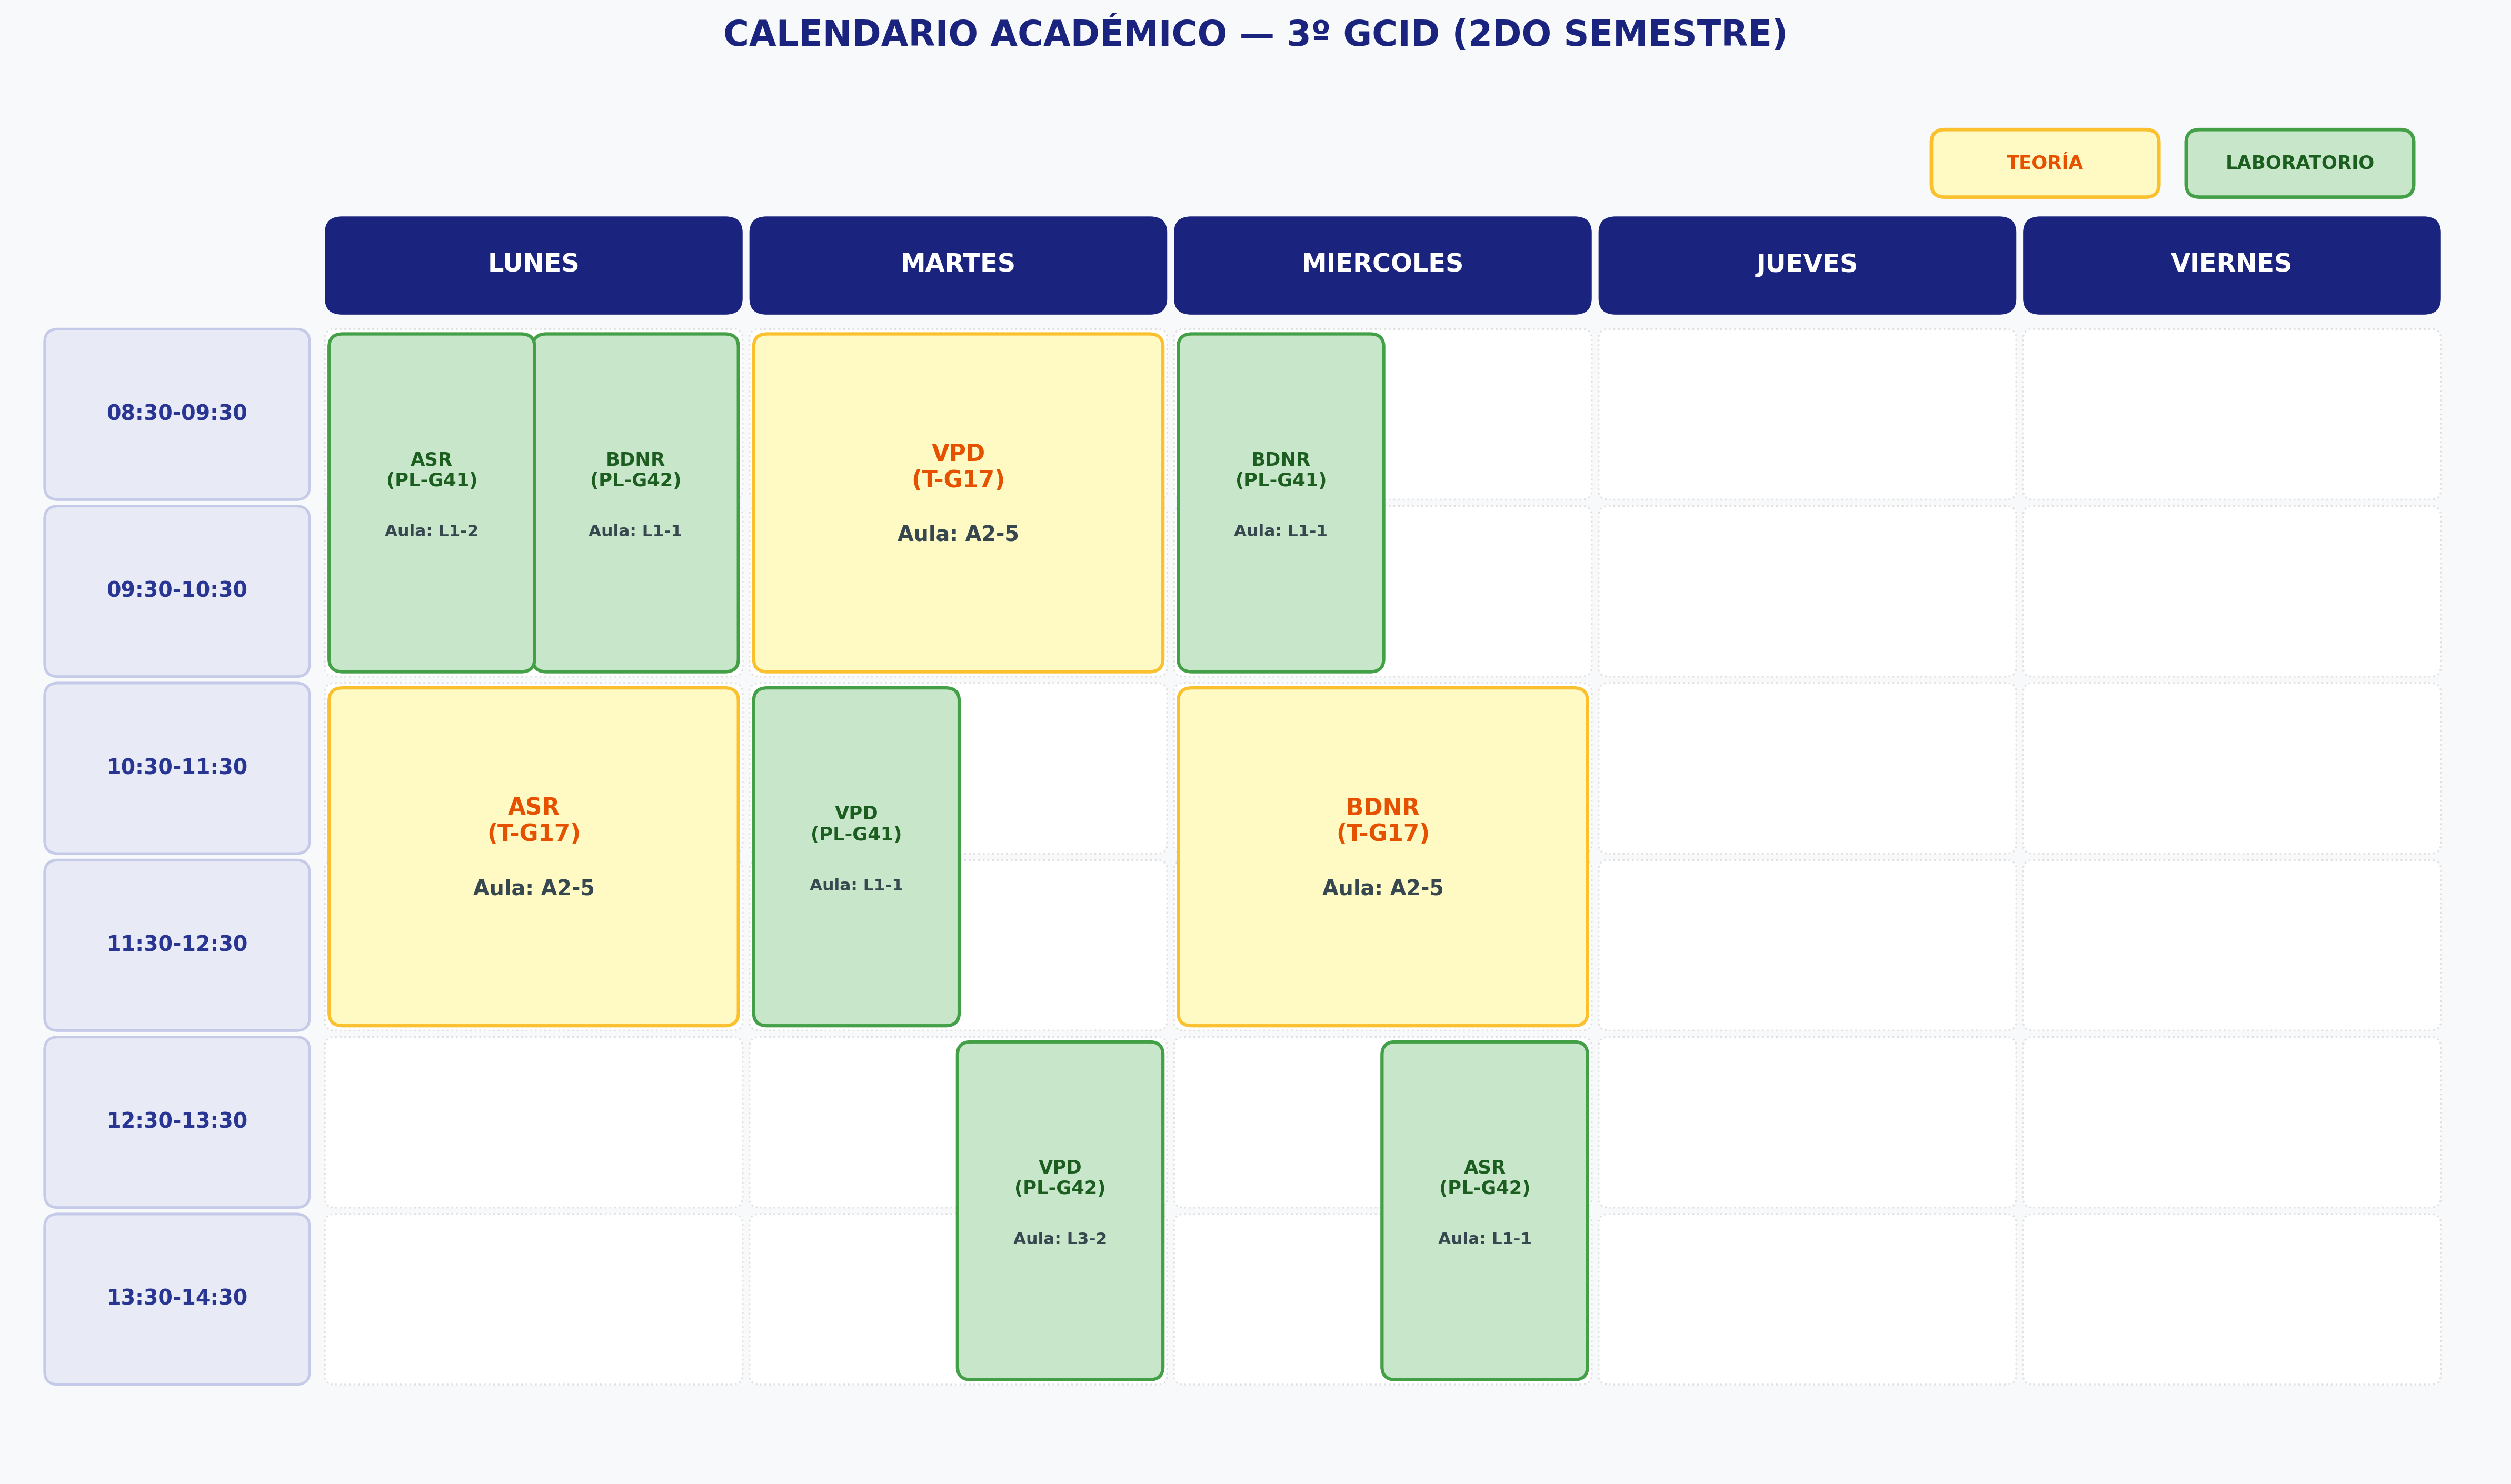 CALENDARIO ACADÉMICO — 3º GCID (2DO SEMESTRE)
TEORÍA
LABORATORIO
LUNES
MARTES
MIERCOLES
JUEVES
VIERNES
08:30-09:30
09:30-10:30
ASR
(PL-G41)
Aula: L1-2
BDNR
(PL-G42)
Aula: L1-1
VPD
(T-G17)
Aula: A2-5
BDNR
(PL-G41)
Aula: L1-1
10:30-11:30
11:30-12:30
ASR
(T-G17)
Aula: A2-5
VPD
(PL-G41)
Aula: L1-1
BDNR
(T-G17)
Aula: A2-5
12:30-13:30
13:30-14:30
VPD
(PL-G42)
Aula: L3-2
ASR
(PL-G42)
Aula: L1-1